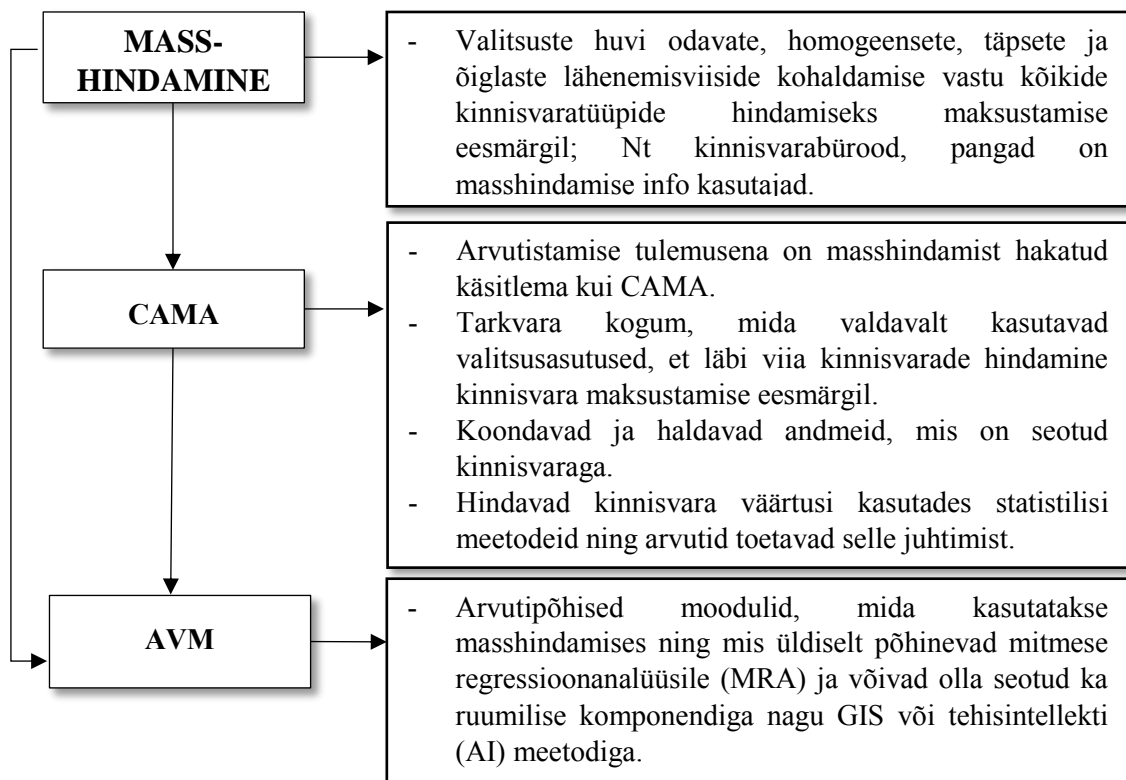 MASS-
HINDAMINE
- Valitsuste huvi odavate, homogeensete, täpsete ja
õiglaste lähenemisviiside kohaldamise vastu kõikide
kinnisvaratüüpide hindamiseks maksustamise
eesmärgil; Nt kinnisvarabürood, pangad on
masshindamise info kasutajad.
CAMA
- Arvutistamise tulemusena on masshindamist hakatud
käsitlema kui CAMA.
- Tarkvara kogum, mida valdavalt kasutavad
valitsusasutused, et läbi viia kinnisvarade hindamine
kinnisvara maksustamise eesmärgil.
- Koondavad ja haldavad andmeid, mis on seotud
kinnisvaraga.
- Hindavad kinnisvara väärtusi kasutades statistilisi
meetodeid ning arvutid toetavad selle juhtimist.
AVM
- Arvutipõhised moodulid, mida kasutatakse
masshindamises ning mis üldiselt põhinevad mitmese
regressioonanalüüsile (MRA) ja võivad olla seotud ka
ruumilise komponendiga nagu GIS või tehisintellekti
(AI) meetodiga.